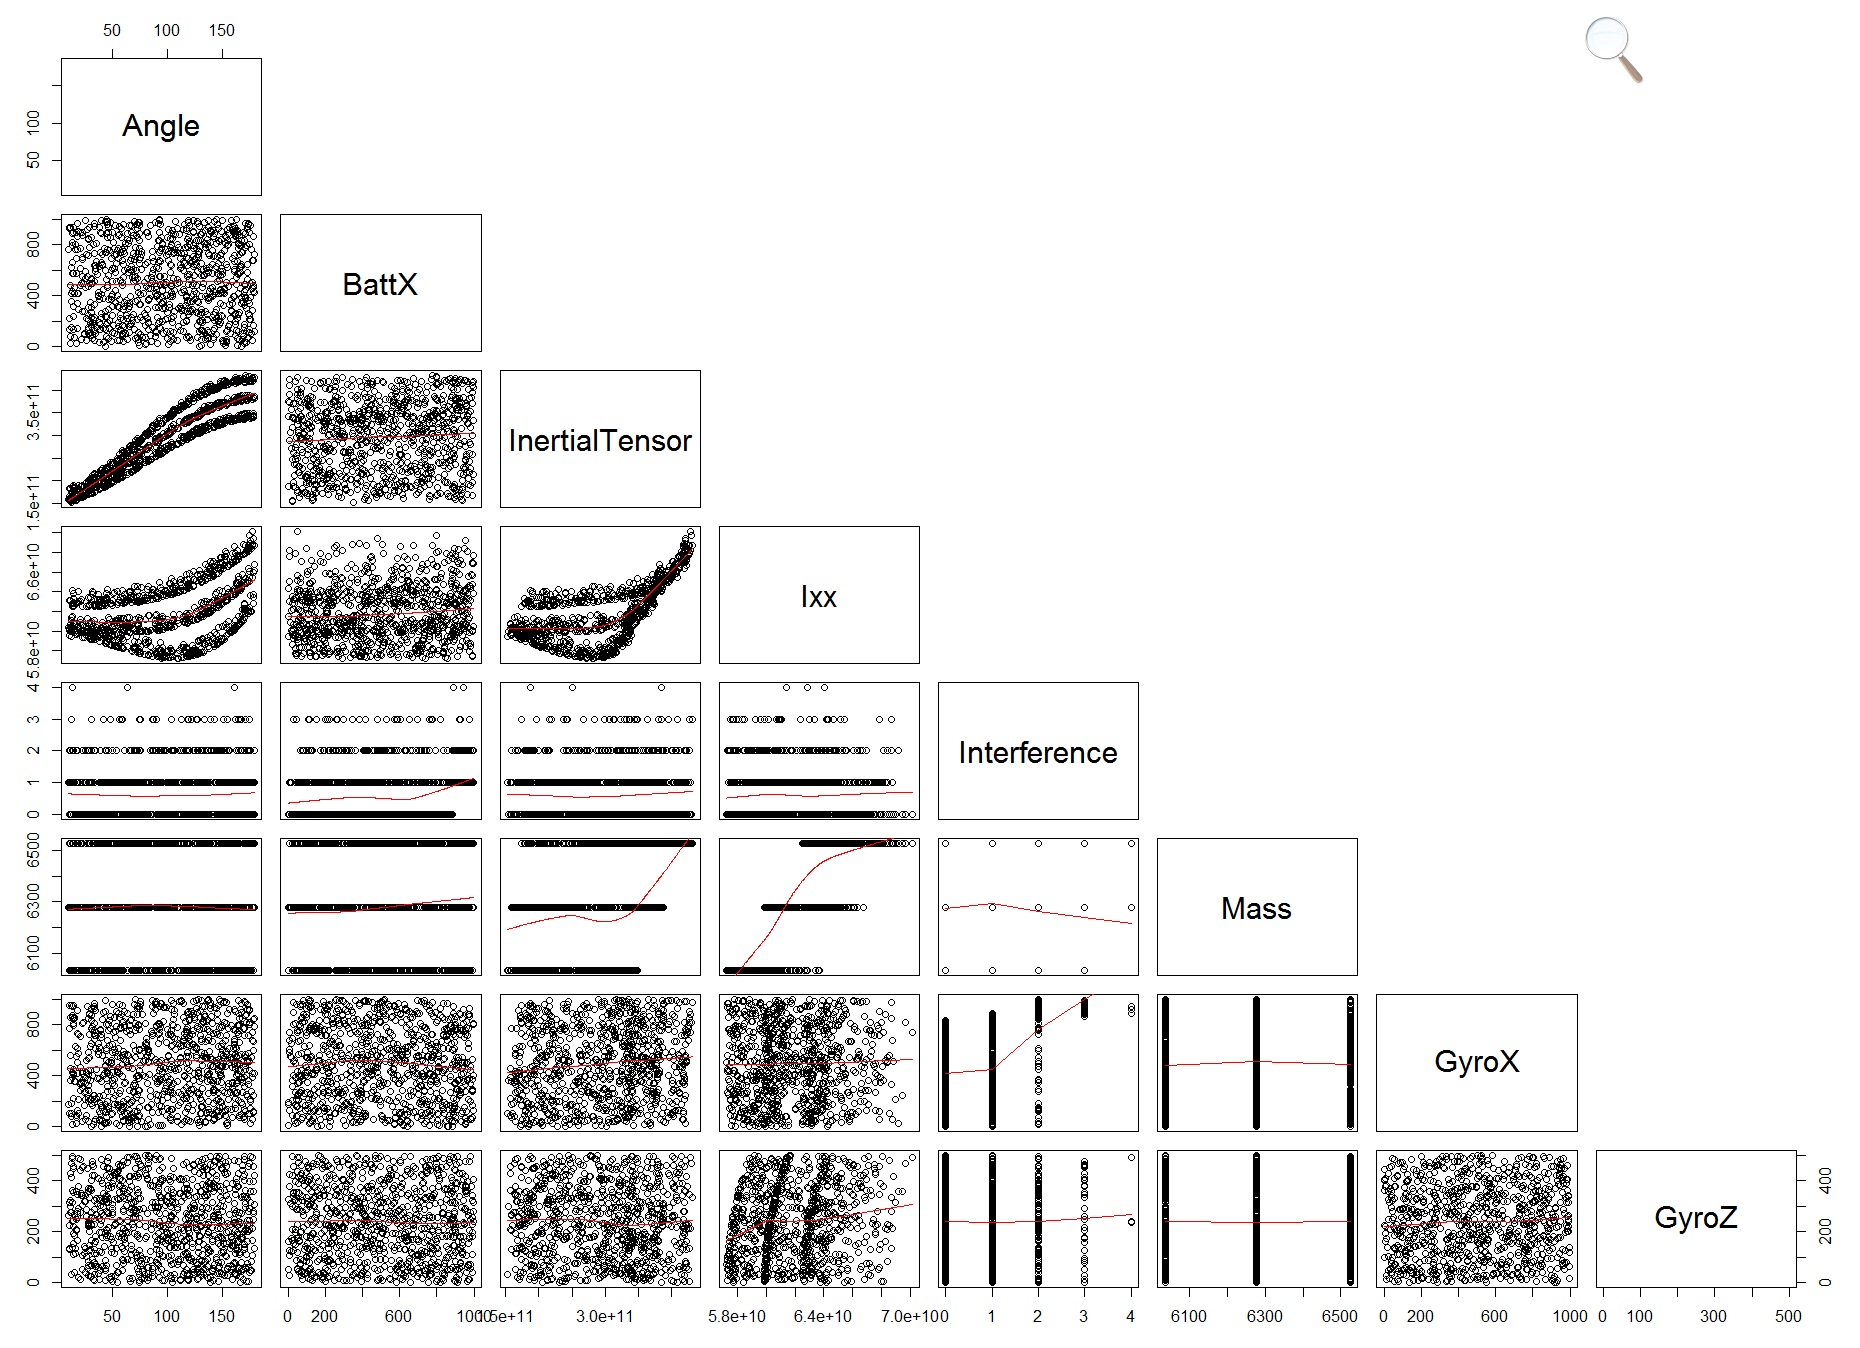 50 100 150
Angle
50 100
BattX
0 400 800
InertialTensor
1.5e+11 3.5e+11
Ixx
5.8e+10 6.6e+10
Interference
0 1 2 3 4
Mass
6100 6300 6500
GyroX
0 400 800
GyroZ
0 200 400
0 200 400
50 100 150
0 200 600 1000
1.5e+11 3.0e+11
5.8e+10 6.4e+10 7.0e+10
1 2 3 4
6100 6300 6500
0 200 600 1000
0 100 300 500